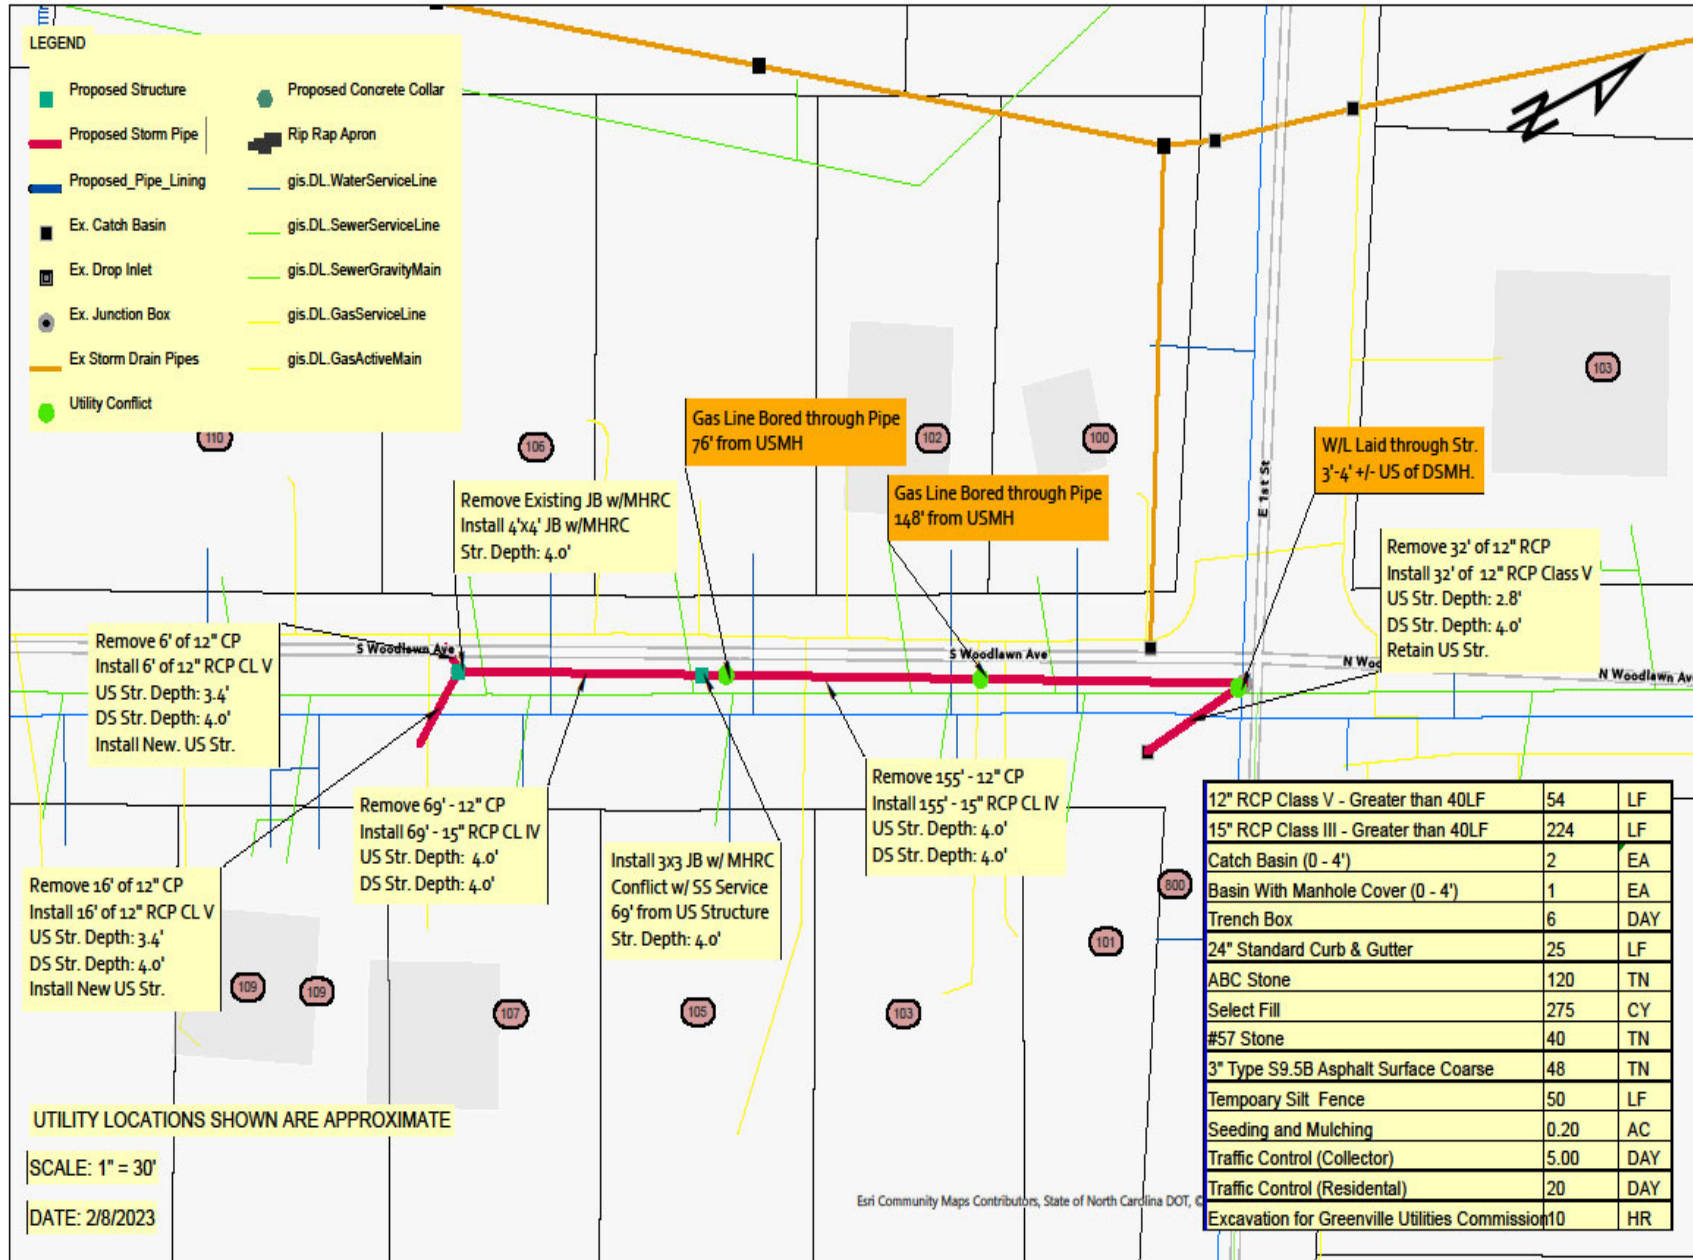 LEGEND
Proposed Structure
Proposed Concrete Collar
Proposed Storm Pipe
Rip Rap Apron
Proposed_Pipe_Lining
gis.DL.WaterServiceLine
Ex. Catch Basin
gis.DL.SewerServiceLine
Ex. Drop Inlet
gis.DL.SewerGravityMain
Ex. Junction Box
gis.DL.GasServiceLine
Ex Storm Drain Pipes
gis.DL.GasActiveMain
Utility Conflict
N
110
106
102
100
103
Gas Line Bored through Pipe
76' from USMH
Gas Line Bored through Pipe
148' from USMH
W/L Laid through Str.
3'-4' +/- US of DSMH.
E 1st St
Remove Existing JB w/MHRC
Install 4'x4' JB w/MHRC
Str. Depth: 4.0'
Remove 32' of 12" RCP
Install 32' of 12" RCP Class V
US Str. Depth: 2.8'
DS Str. Depth: 4.0'
Retain US Str.
Remove 6' of 12" CP
Install 6' of 12" RCP CL V
US Str. Depth: 3.4'
DS Str. Depth: 4.0'
Install New. US Str.
S Woodlawn Ave
S Woodlawn Ave
N Woo
N Woodlawn Ave
Remove 69' - 12" CP
Install 69' - 15" RCP CL IV
US Str. Depth: 4.0'
DS Str. Depth: 4.0'
Remove 155' - 12" CP
Install 155' - 15" RCP CL IV
US Str. Depth: 4.0'
DS Str. Depth: 4.0'
Install 3x3 JB w/ MHRC
Conflict w/ SS Service
69' from US Structure
Str. Depth: 4.0'
Remove 16' of 12" CP
Install 16' of 12" RCP CL V
US Str. Depth: 3.4'
DS Str. Depth: 4.0'
Install New US Str.
109
109
107
105
103
101
800
12" RCP Class V - Greater than 40LF 54 LF
15" RCP Class III - Greater than 40LF 224 LF
Catch Basin (0 - 4') 2 EA
Basin With Manhole Cover (0 - 4') 1 EA
Trench Box 6 DAY
24" Standard Curb & Gutter 25 LF
ABC Stone 120 TN
Select Fill 275 CY
#57 Stone 40 TN
3" Type S9.5B Asphalt Surface Coarse 48 TN
Tempoary Silt Fence 50 LF
Seeding and Mulching 0.20 AC
Traffic Control (Collector) 5.00 DAY
Traffic Control (Residental) 20 DAY
Excavation for Greenville Utilities Commission 10 HR
UTILITY LOCATIONS SHOWN ARE APPROXIMATE
SCALE: 1" = 30'
DATE: 2/8/2023
Esri Community Maps Contributors, State of North Carolina DOT, ©